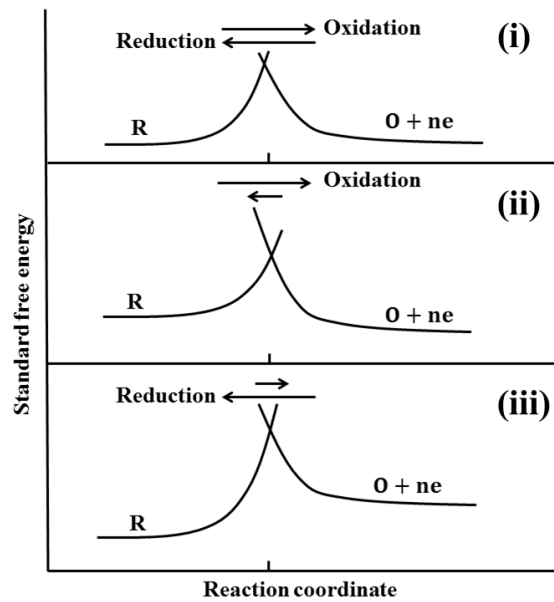 Oxidation
Reduction
(i)
R
O + ne
Oxidation
(ii)
R
O + ne
Reduction
(iii)
R
O + ne
Standard free energy
Reaction coordinate